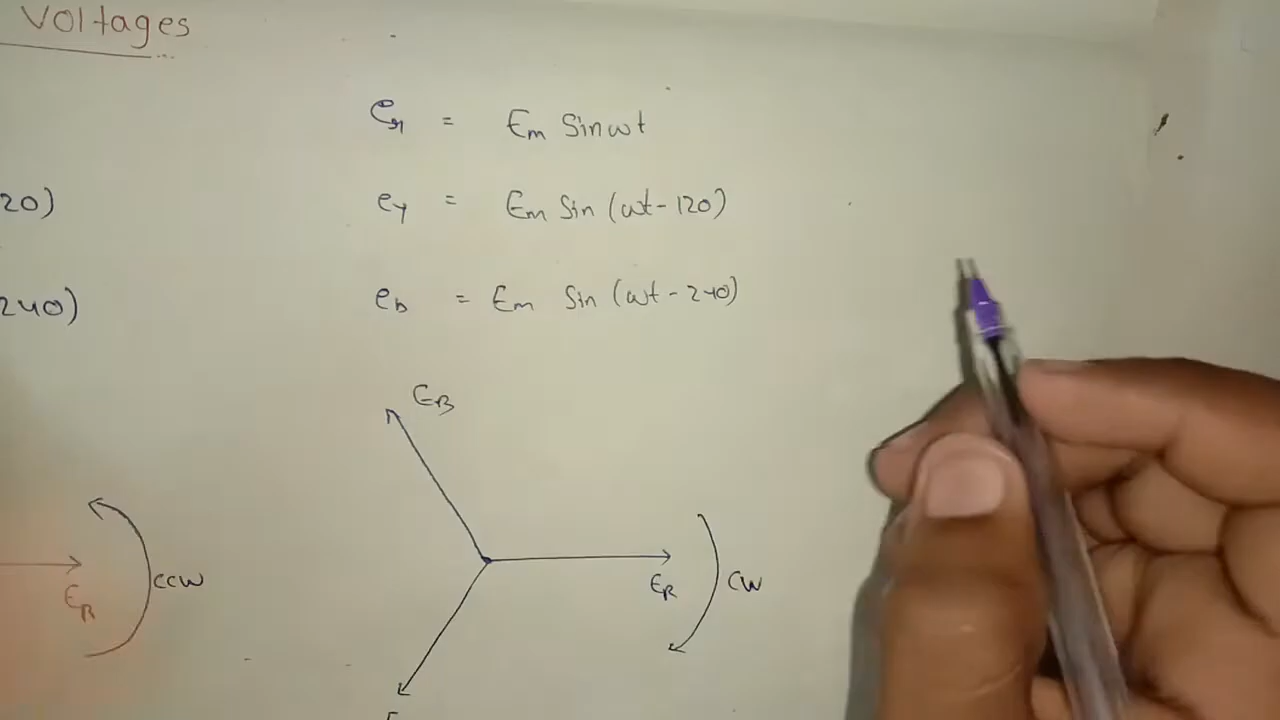 Voltages
er = Em Sinωt
20)
ey = Em Sin (ωt-120)
240)
eb = Em Sin (ωt-240)
EB
CCW
ER
ER
CW